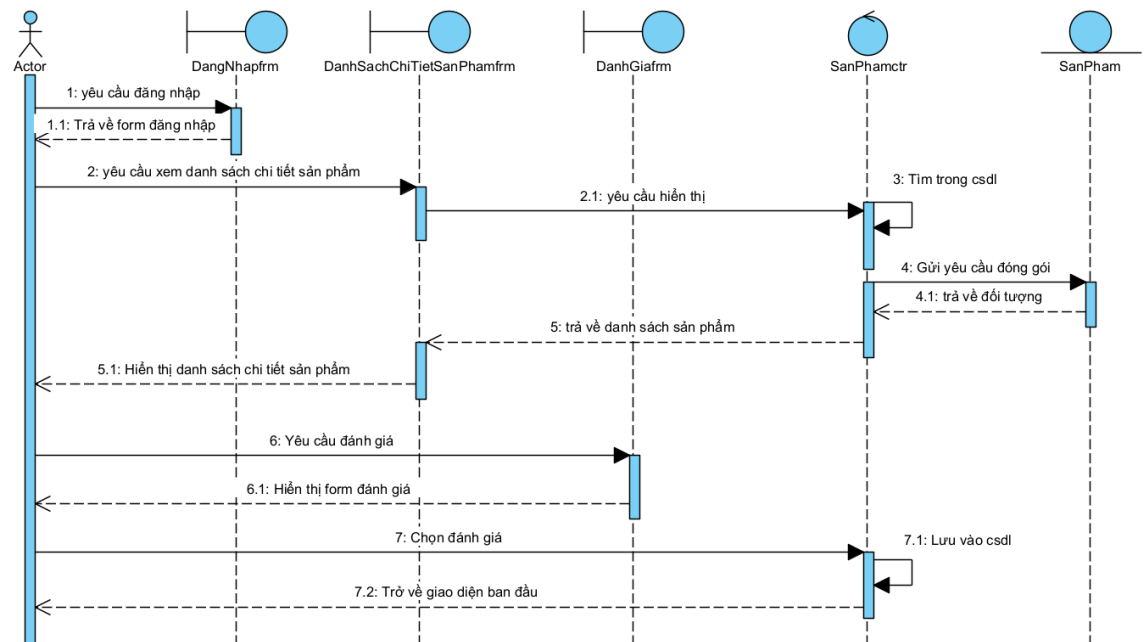 Actor
DangNhapfrm
DanhSachChiTietSanPhamfrm
DanhGiafrm
SanPhamctr
SanPham
1: yêu cầu đăng nhập
1.1: Trả về form đăng nhập
2: yêu cầu xem danh sách chi tiết sản phẩm
3: Tìm trong csdl
2.1: yêu cầu hiển thị
4: Gửi yêu cầu đóng gói
4.1: trả về đối tượng
5: trả về danh sách sản phẩm
5.1: Hiển thị danh sách chi tiết sản phẩm
6: Yêu cầu đánh giá
6.1: Hiển thị form đánh giá
7: Chọn đánh giá
7.1: Lưu vào csdl
7.2: Trở về giao diện ban đầu